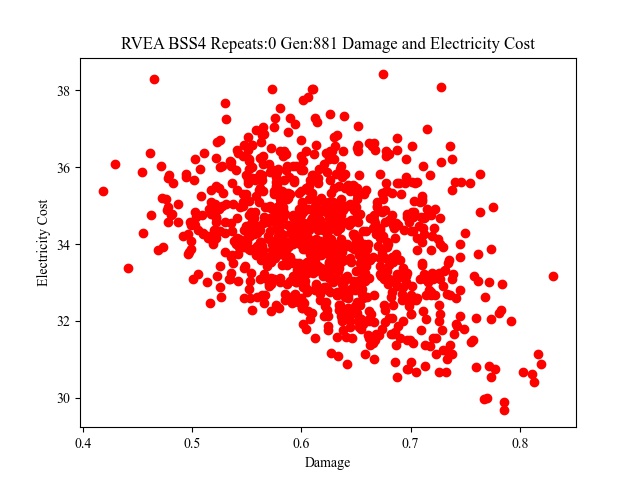 RVEA BSS4 Repeats:0 Gen:881 Damage and Electricity Cost
38
36
34
32
30
Electricity Cost
0.4 0.5 0.6 0.7 0.8
Damage